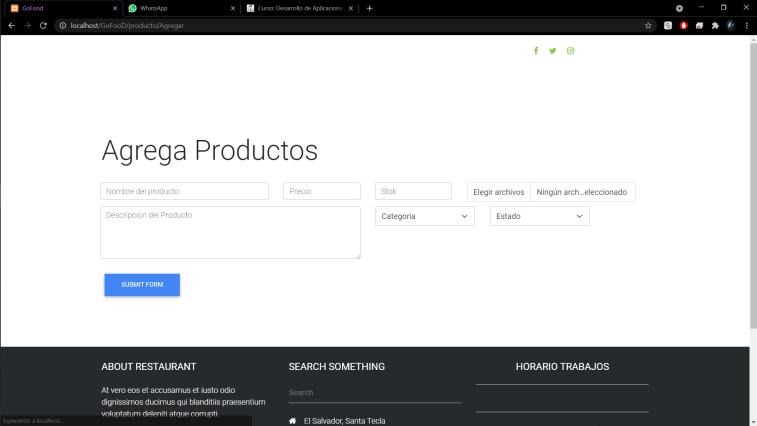 GoFood
WhatsApp
Curso: Desarrollo de Aplicacione
localhost/GoFooD/producto/Agregar
Agrega Productos
Nombre del producto
Precio
Stok
Elegir archivos
Ningún arch...eleccionado
Descripcion del Producto
Categoria
Estado
SUBMIT FORM
ABOUT RESTAURANT
SEARCH SOMETHING
HORARIO TRABAJOS
At vero eos et accusamus et iusto odio
dignissimos ducimus qui blanditiis praesentium
voluptatum deleniti atque corrupti.
Search
El Salvador, Santa Tecla
Esperando a localhost...